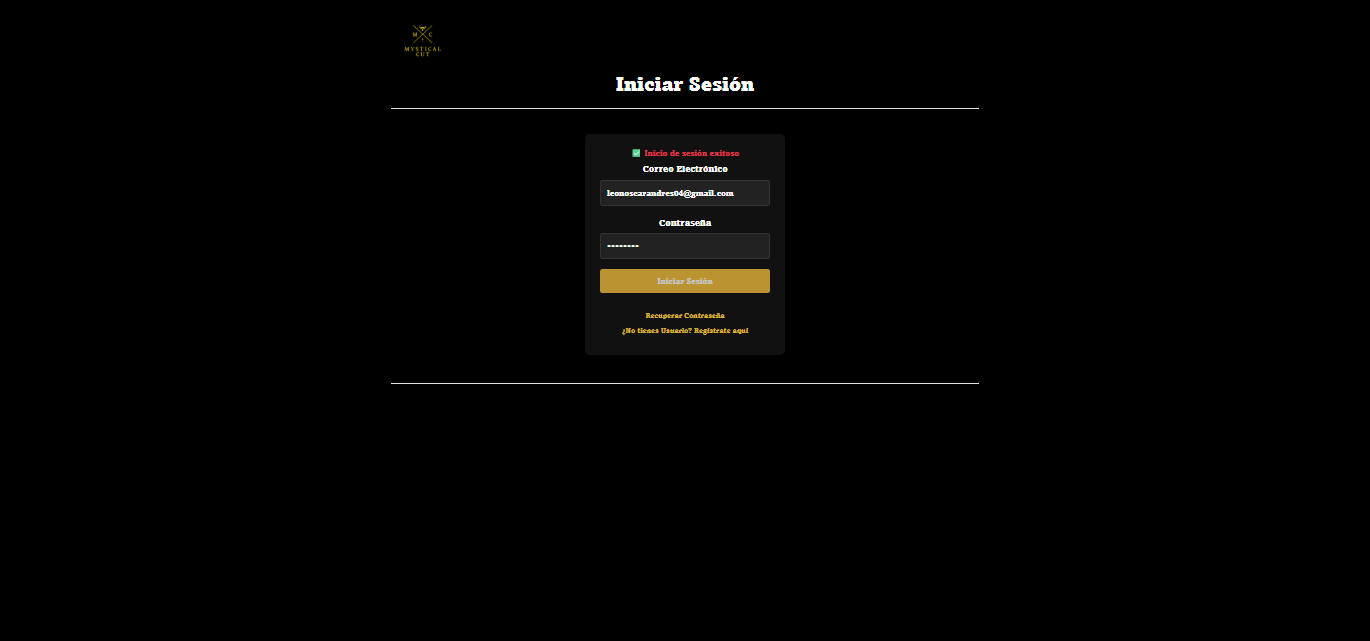 M C
MYSTICAL
CUT
Iniciar Sesión
✅ Inicio de sesión exitoso
Correo Electrónico
leonoscarandres04@gmail.com
Contraseña
--------
Iniciar Sesión
Recuperar Contraseña
¿No tienes Usuario? Regístrate aquí